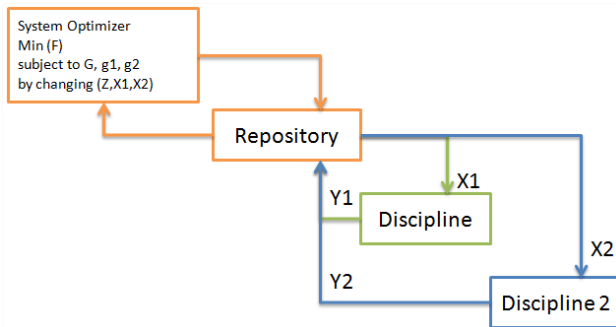 System Optimizer
Min (F)
subject to G, g1, g2
by changing (Z,X1,X2)
Repository
Y1
X1
Discipline
X2
Y2
Discipline 2